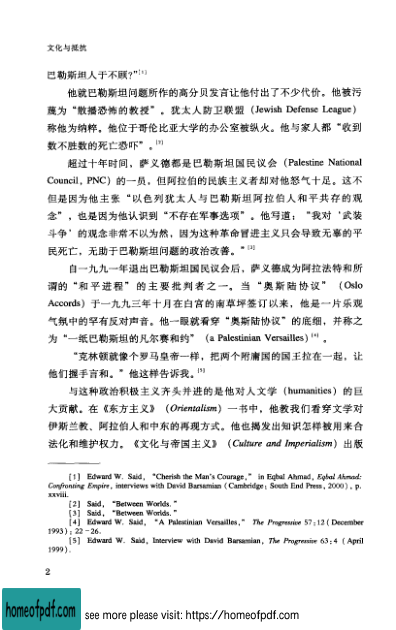 文化与抵抗
巴勒斯坦人于不顾?”[1]
他就巴勒斯坦问题所作的高分贝发言让他付出了不少代价。他被污
蔑为“散播恐怖的教授”。犹太人防卫联盟 (Jewish Defense League)
称他为纳粹。他位于哥伦比亚大学的办公室被纵火。他与家人都“收到
数不胜数的死亡恐吓”。[2]
超过十年时间，萨义德都是巴勒斯坦国民议会 (Palestine National
Council, PNC) 的一员，但阿拉伯的民族主义者却对他怒气十足。这不
但是因为他主张“以色列犹太人与巴勒斯坦阿拉伯人和平共存的观
念”，也是因为他认识到“不存在军事选项”。他写道：“我对‘武装
斗争’的观念非常不以为然，因为这种革命冒进主义只会导致无辜的平
民死亡，无助于巴勒斯坦问题的政治改善。”[3]
自一九九一年退出巴勒斯坦国民议会后，萨义德成为阿拉法特和所
谓的“和平进程”的主要批判者之一。当“奥斯陆协议” (Oslo
Accords) 于一九九三年十月在白宫的南草坪签订以来，他是一片乐观
气氛中的罕有反对声音。他一眼就看穿“奥斯陆协议”的底细，并称之
为“一纸巴勒斯坦的凡尔赛和约” (a Palestinian Versailles)[4]。
“克林顿就像个罗马皇帝一样，把两个附庸国的国王拉在一起，让
他们握手言和。”他这样告诉我。[5]
与这种政治积极主义齐头并进的是他对人文学 (humanities) 的巨
大贡献。在《东方主义》 (Orientalism) 一书中，他教我们看穿文学对
伊斯兰教、阿拉伯人和中东的再现方式。他也揭发出知识怎样被用来合
法化和维护权力。《文化与帝国主义》 (Culture and Imperialism) 出版
[1] Edward W. Said, “Cherish the Man's Courage,” in Eqbal Ahmad, Eqbal Ahmad:
Confronting Empire, interviews with David Barsamian (Cambridge: South End Press, 2000), p.
xxviii.
[2] Said, “Between Worlds.”
[3] Said, “Between Worlds.”
[4] Edward W. Said, “A Palestinian Versailles,” The Progressive 57:12 (December
1993): 22-26.
[5] Edward W. Said, Interview with David Barsamian, The Progressive 63:4 (April
1999).
2
homeofpdf.com
see more please visit: https://homeofpdf.com